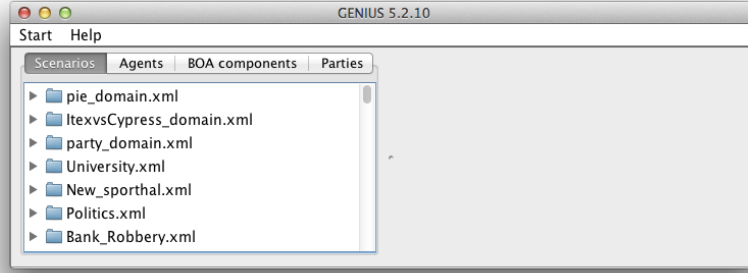 GENIUS 5.2.10
Start Help
Scenarios Agents BOA components Parties
pie_domain.xml
ItexvsCypress_domain.xml
party_domain.xml
University.xml
New_sporthal.xml
Politics.xml
Bank_Robbery.xml